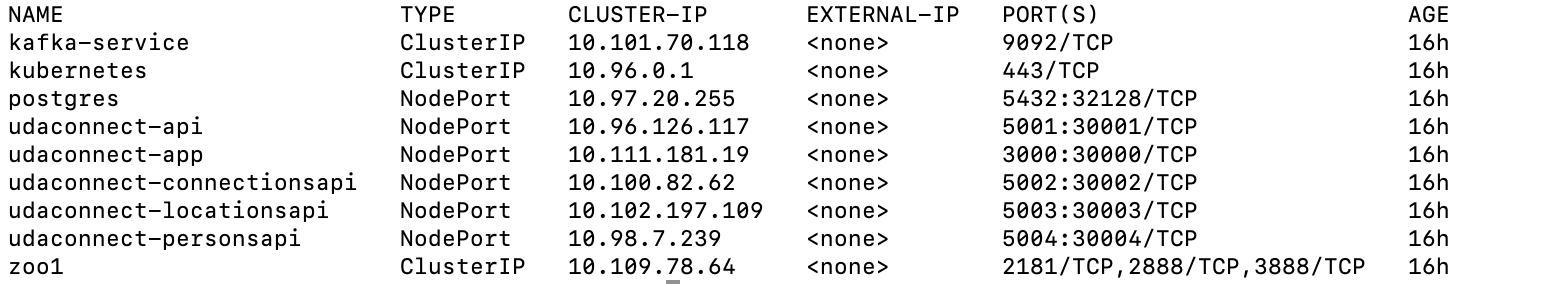 NAME TYPE CLUSTER-IP EXTERNAL-IP PORT(S) AGE
kafka-service ClusterIP 10.101.70.118 <none> 9092/TCP 16h
kubernetes ClusterIP 10.96.0.1 <none> 443/TCP 16h
postgres NodePort 10.97.20.255 <none> 5432:32128/TCP 16h
udaconnect-api NodePort 10.96.126.117 <none> 5001:30001/TCP 16h
udaconnect-app NodePort 10.111.181.19 <none> 3000:30000/TCP 16h
udaconnect-connectionsapi NodePort 10.100.82.62 <none> 5002:30002/TCP 16h
udaconnect-locationsapi NodePort 10.102.197.109 <none> 5003:30003/TCP 16h
udaconnect-personsapi NodePort 10.98.7.239 <none> 5004:30004/TCP 16h
zoo1 ClusterIP 10.109.78.64 <none> 2181/TCP,2888/TCP,3888/TCP 16h